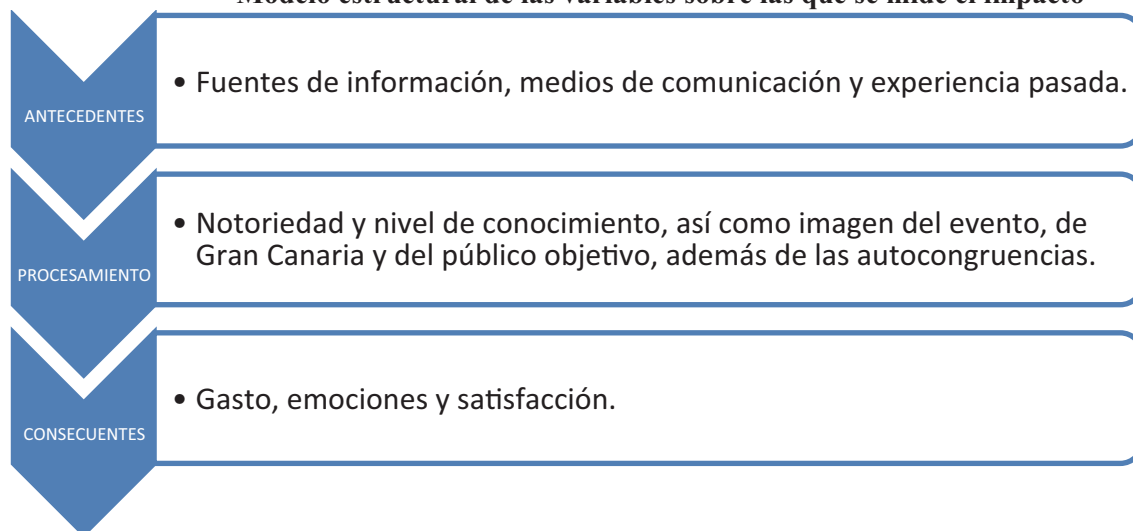 Modelo estructural de las variables sobre las que se mide el impacto
ANTECEDENTES
• Fuentes de información, medios de comunicación y experiencia pasada.
PROCESAMIENTO
• Notoriedad y nivel de conocimiento, así como imagen del evento, de
Gran Canaria y del público objetivo, además de las autocongruencias.
CONSECUENTES
• Gasto, emociones y satisfacción.